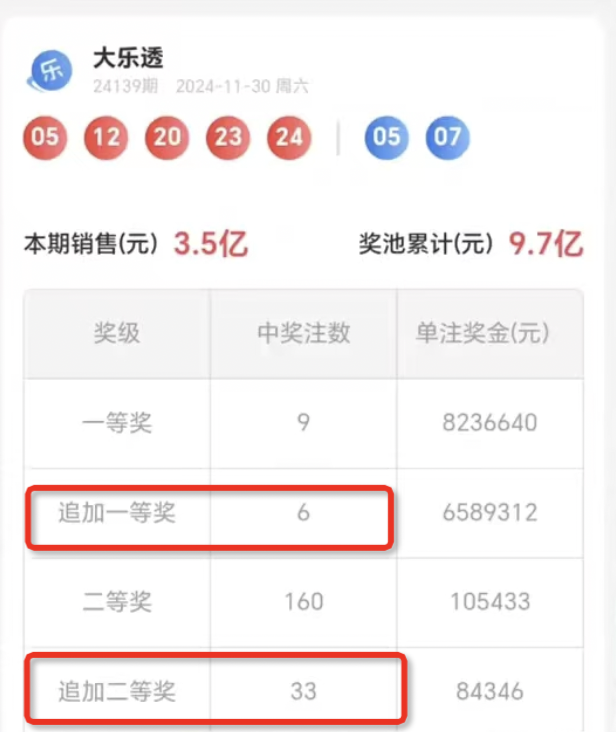 乐
大乐透
24139期 2024-11-30 周六
05 12 20 23 24 05 07
本期销售(元) 3.5亿 奖池累计(元) 9.7亿
奖级 中奖注数 单注奖金(元)
一等奖 9 8236640
追加一等奖 6 6589312
二等奖 160 105433
追加二等奖 33 84346